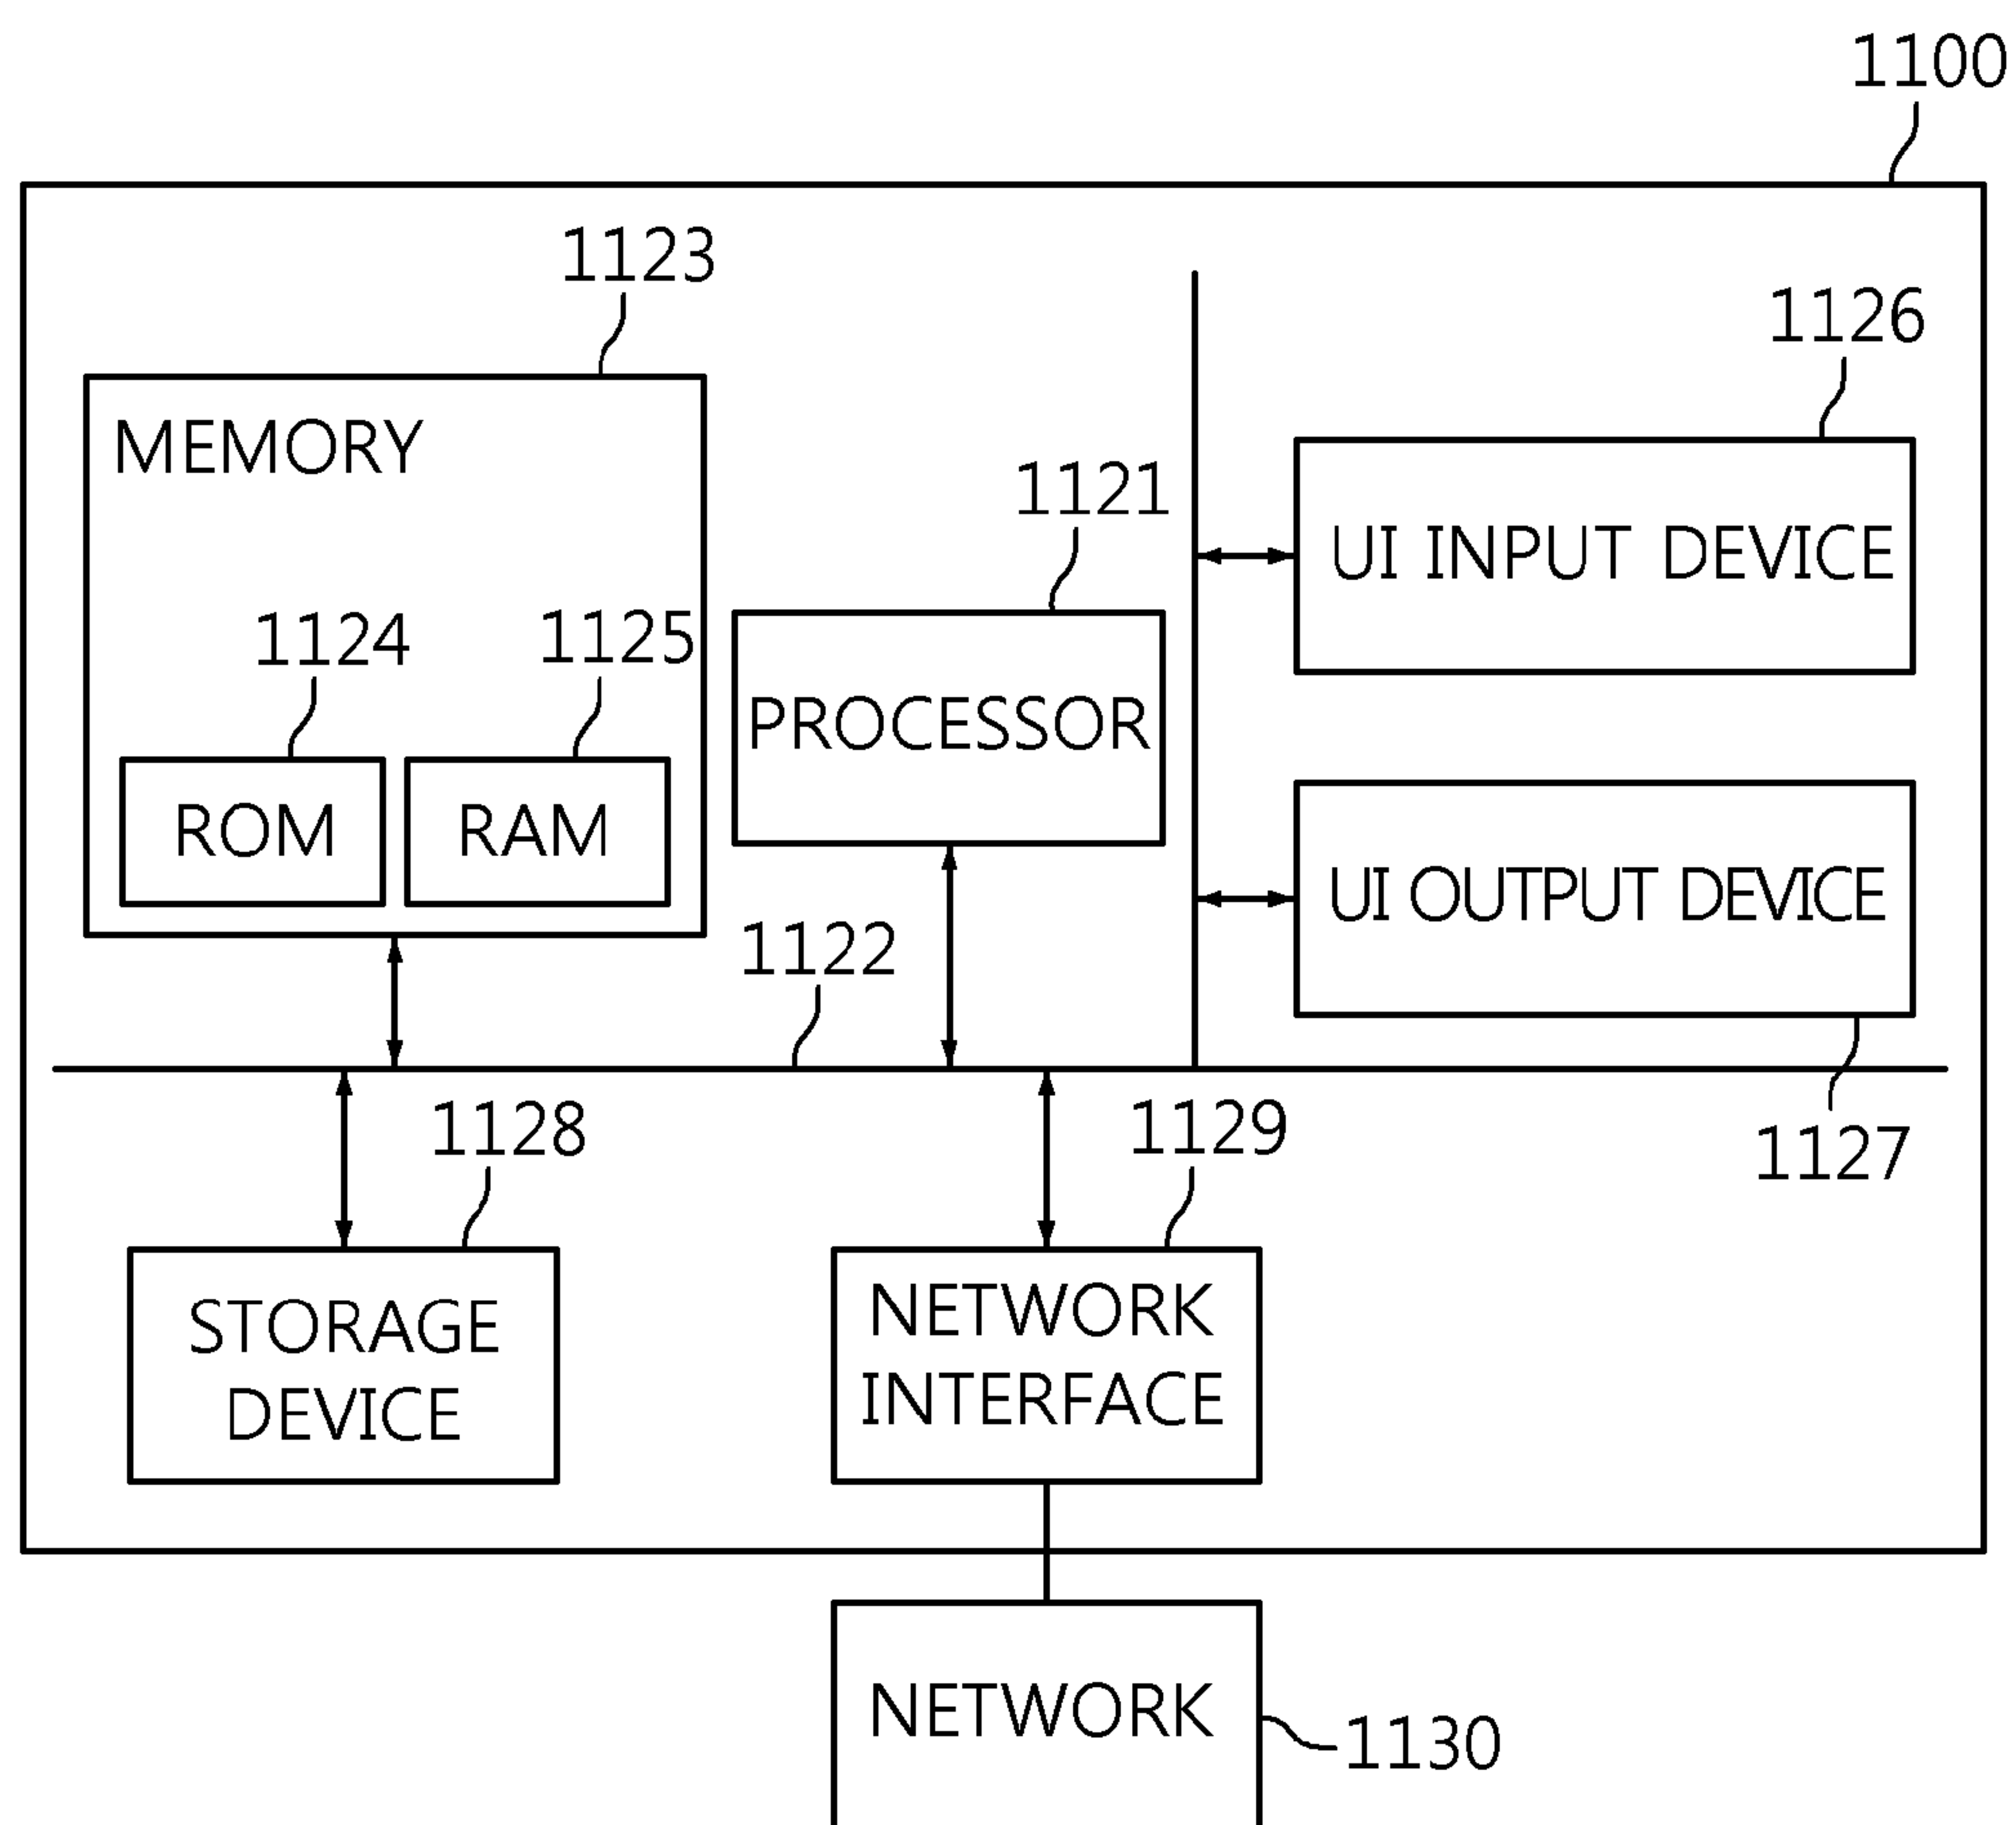 1100
1123
1126
MEMORY
1121
UI INPUT DEVICE
1124
1125
PROCESSOR
ROM
RAM
UI OUTPUT DEVICE
1122
1128
1129
1127
STORAGE
DEVICE
NETWORK
INTERFACE
NETWORK
1130